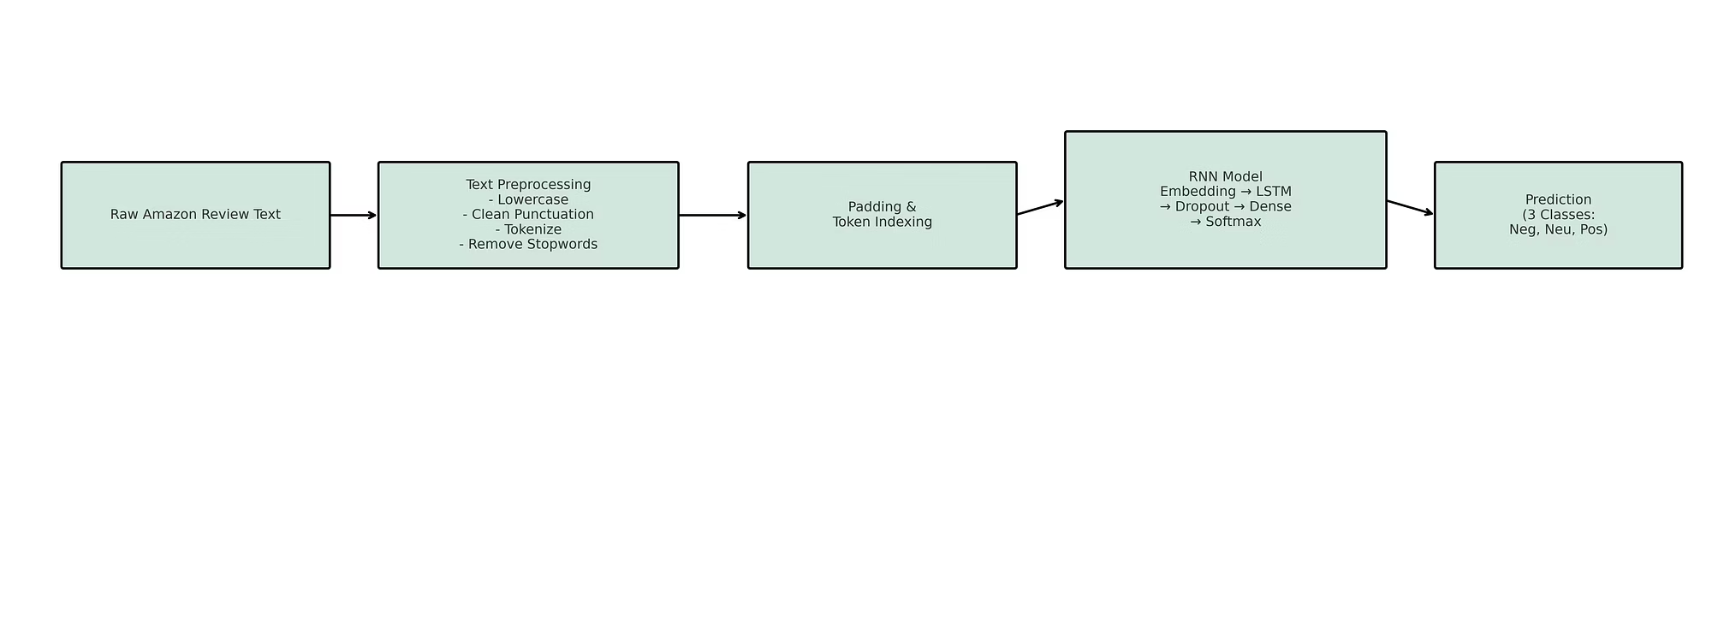 Raw Amazon Review Text
Text Preprocessing
- Lowercase
- Clean Punctuation
- Tokenize
- Remove Stopwords
Padding &
Token Indexing
RNN Model
Embedding → LSTM
→ Dropout → Dense
→ Softmax
Prediction
(3 Classes:
Neg, Neu, Pos)